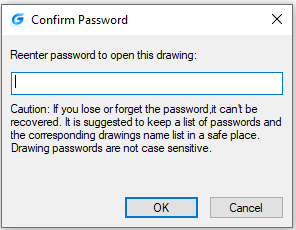 Confirm Password
Reenter password to open this drawing:
Caution: If you lose or forget the password,it can't be
recovered. It is suggested to keep a list of passwords and
the corresponding drawings name list in a safe place.
Drawing passwords are not case sensitive.
OK
Cancel